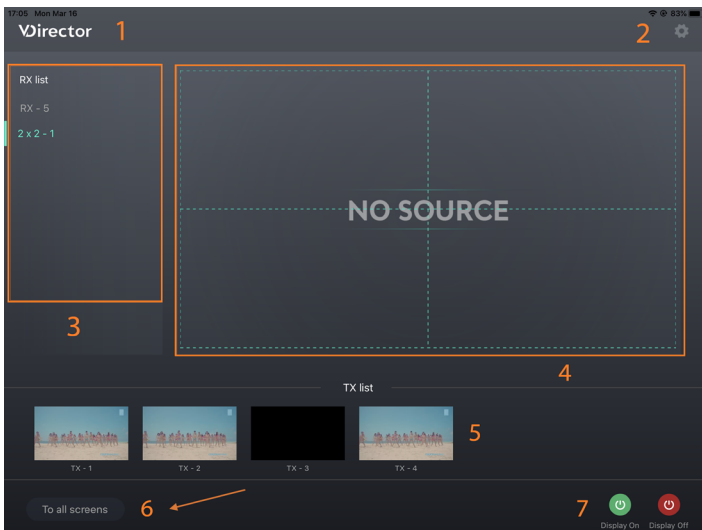 17:05 Mon Mar 16
83%
VDirector
1
2
RX list
RX - 5
2 x 2 - 1
NO SOURCE
3
4
TX list
5
TX - 1
TX - 2
TX - 3
TX - 4
To all screens
6
7
Display On
Display Off